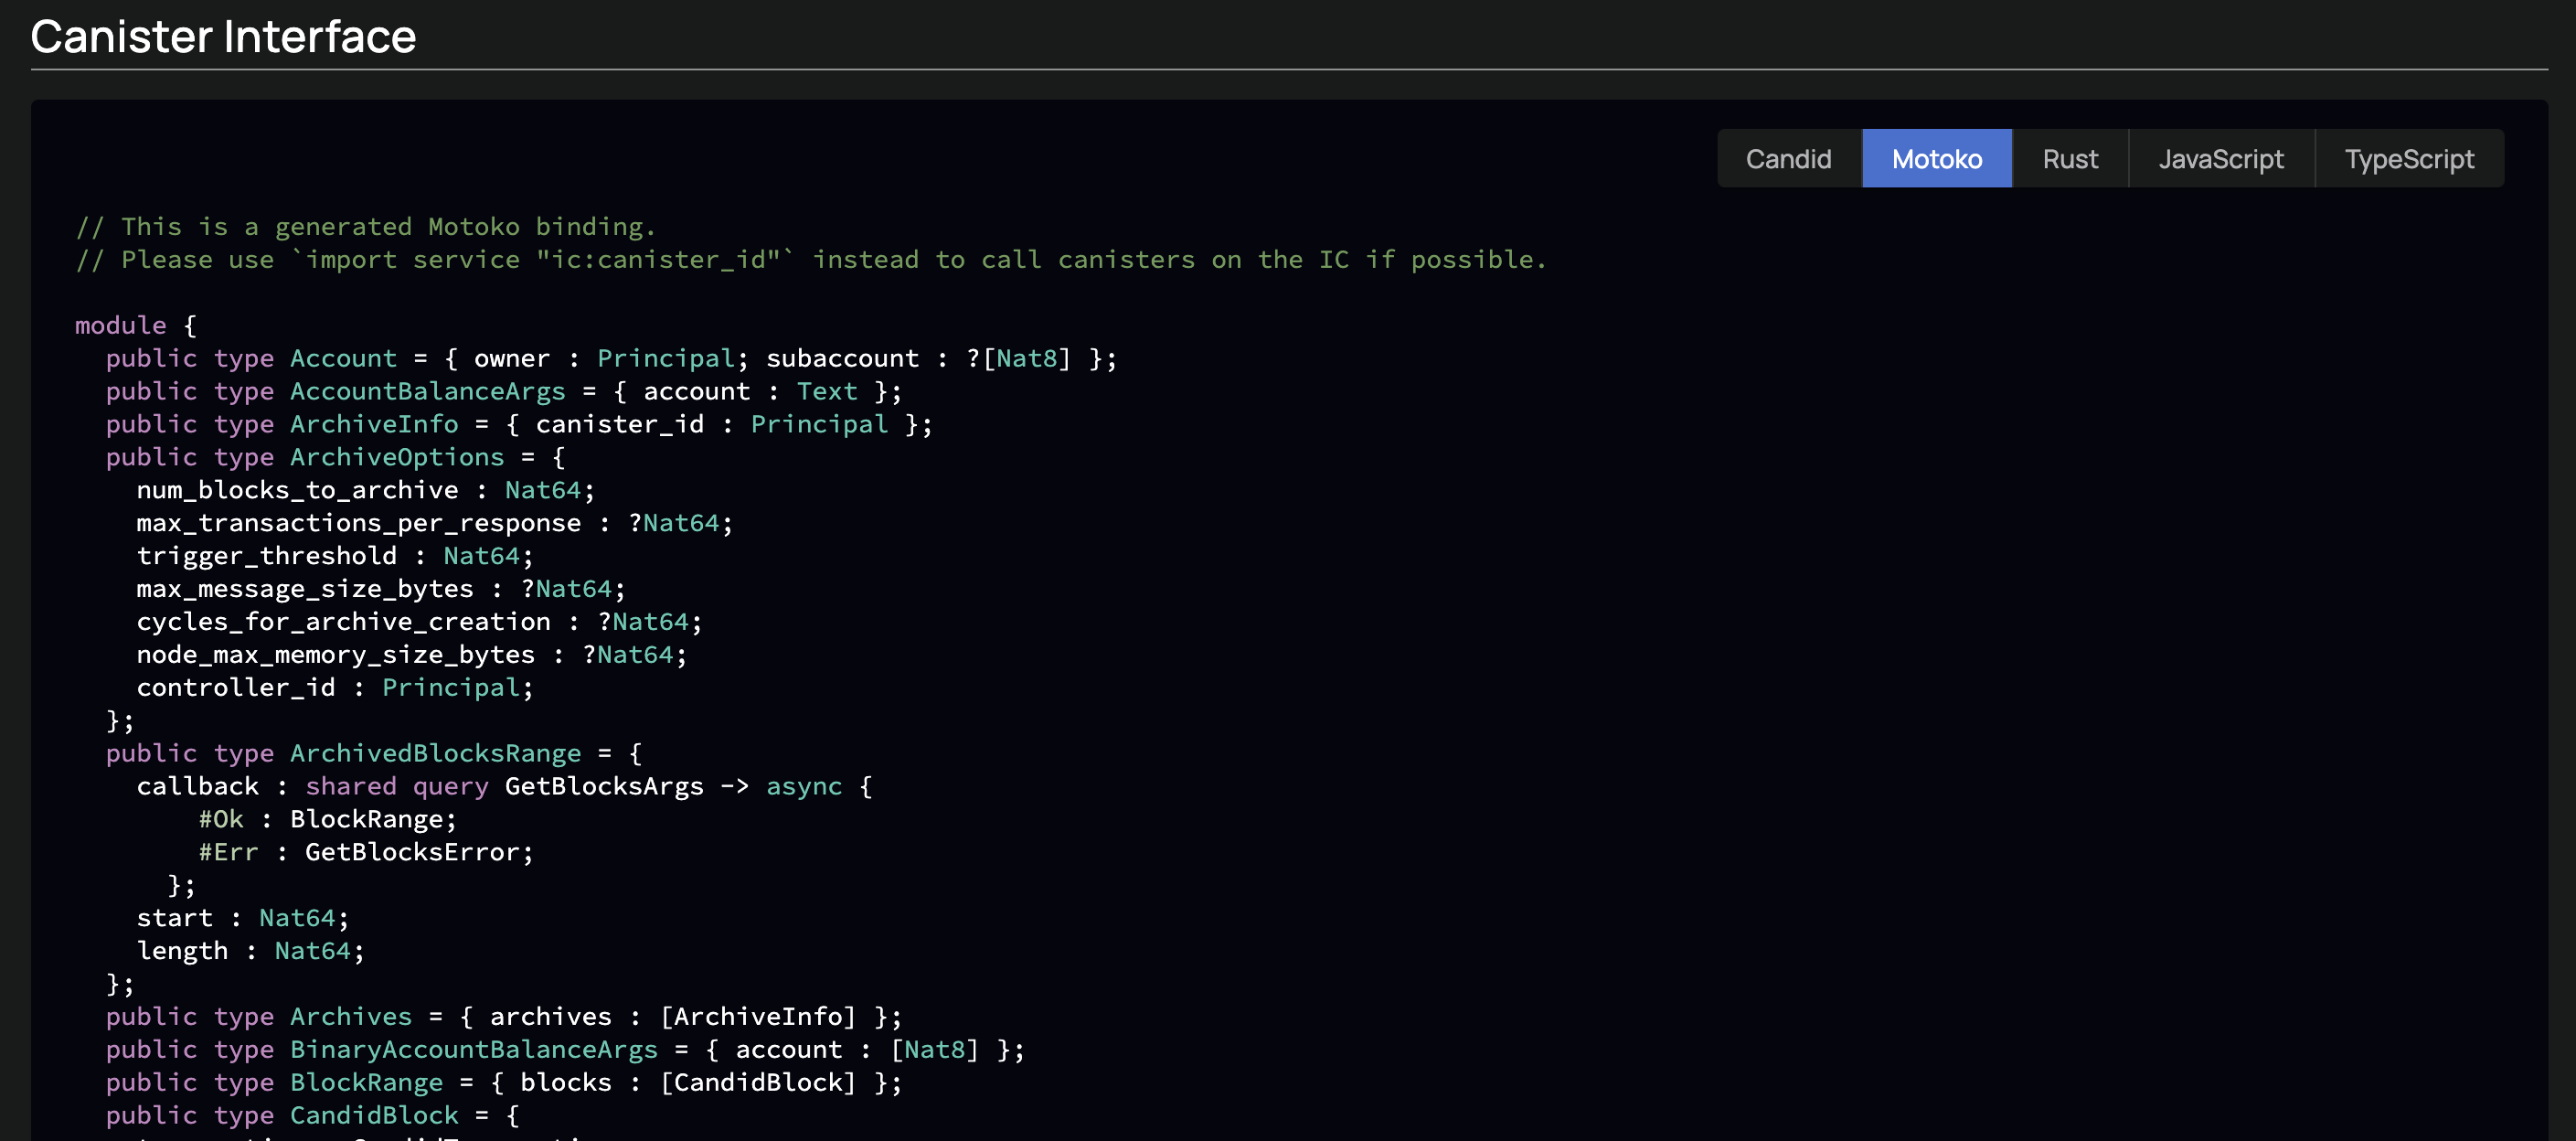 Canister Interface
Candid Motoko Rust JavaScript TypeScript
// This is a generated Motoko binding.
// Please use `import service "ic:canister_id"` instead to call canisters on the IC if possible.
module {
  public type Account = { owner : Principal; subaccount : ?[Nat8] };
  public type AccountBalanceArgs = { account : Text };
  public type ArchiveInfo = { canister_id : Principal };
  public type ArchiveOptions = {
    num_blocks_to_archive : Nat64;
    max_transactions_per_response : ?Nat64;
    trigger_threshold : Nat64;
    max_message_size_bytes : ?Nat64;
    cycles_for_archive_creation : ?Nat64;
    node_max_memory_size_bytes : ?Nat64;
    controller_id : Principal;
  };
  public type ArchivedBlocksRange = {
    callback : shared query GetBlocksArgs -> async {
        #Ok : BlockRange;
        #Err : GetBlocksError;
      };
    start : Nat64;
    length : Nat64;
  };
  public type Archives = { archives : [ArchiveInfo] };
  public type BinaryAccountBalanceArgs = { account : [Nat8] };
  public type BlockRange = { blocks : [CandidBlock] };
  public type CandidBlock = {